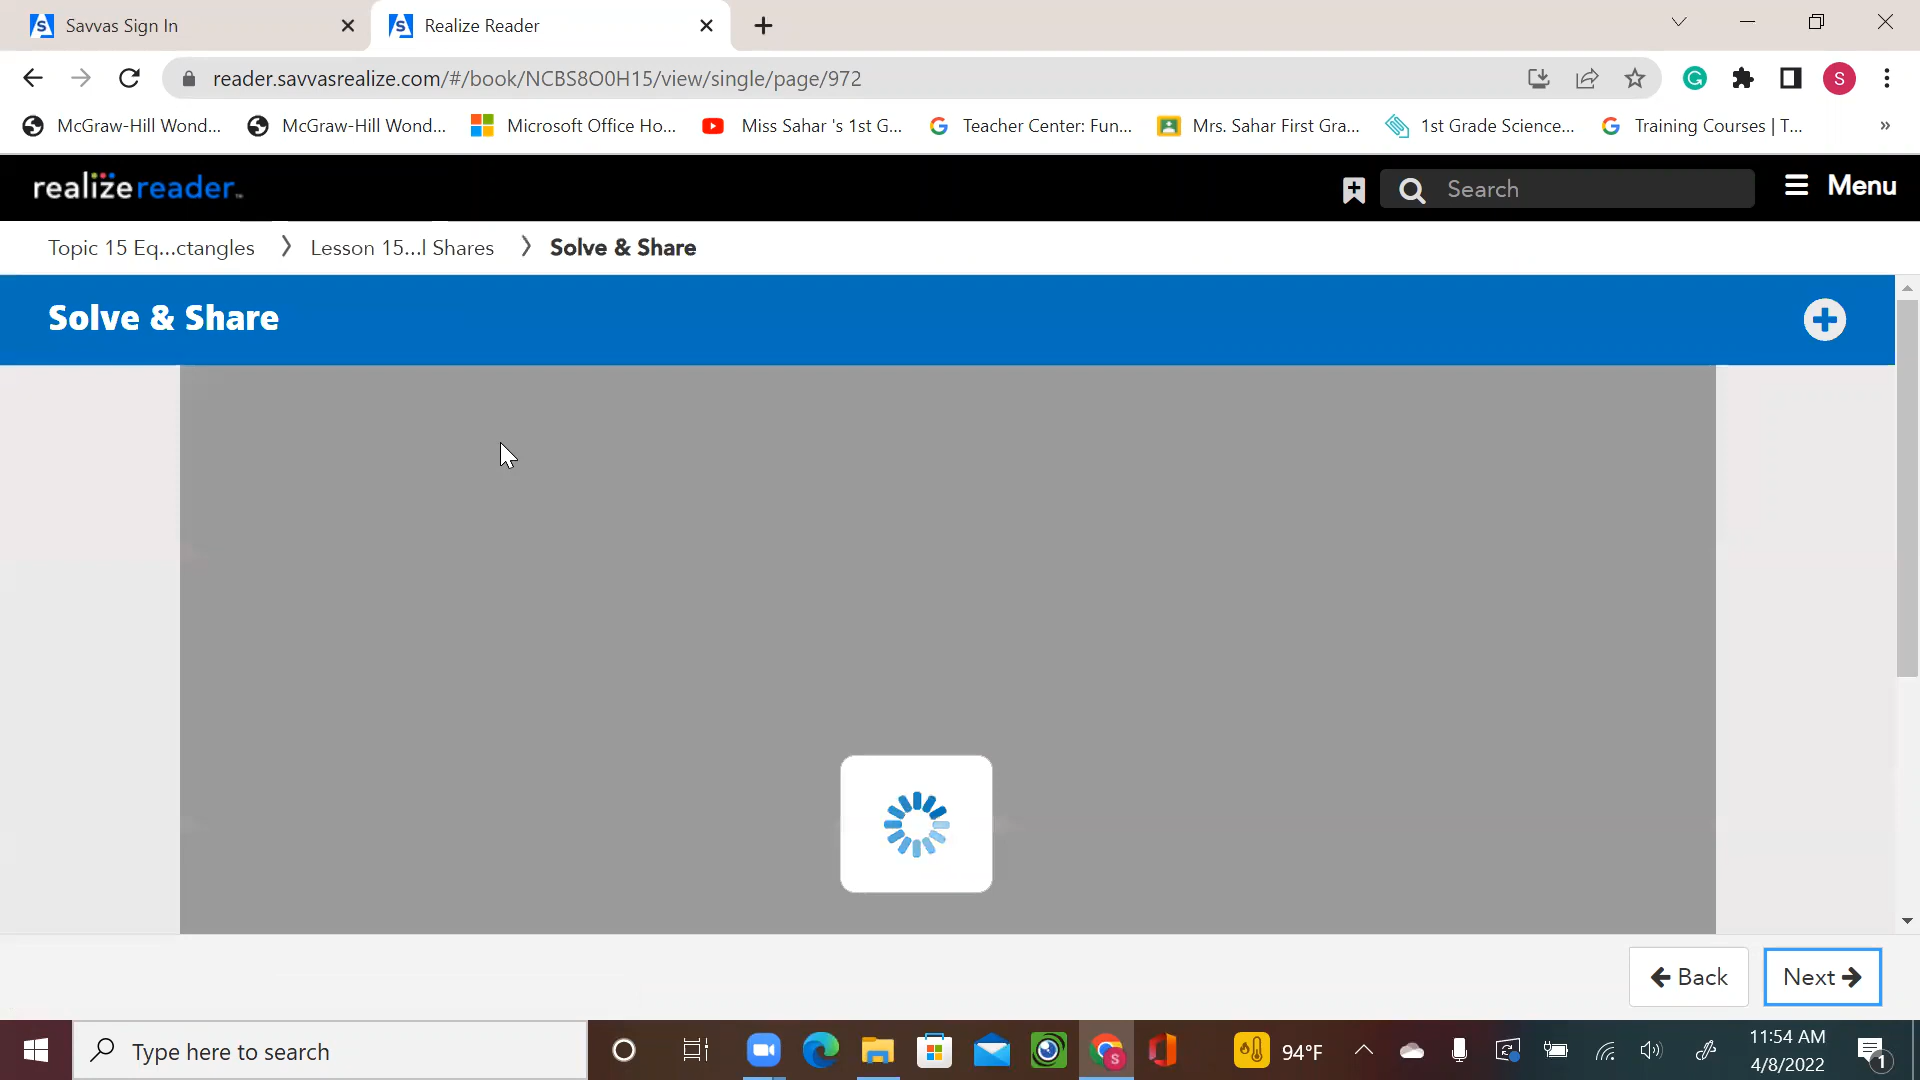 Savvas Sign In
Realize Reader
reader.savvasrealize.com/#/book/NCBS8O0H15/view/single/page/972
S
McGraw-Hill Wond...
McGraw-Hill Wond...
Microsoft Office Ho...
Miss Sahar 's 1st G...
Teacher Center: Fun...
Mrs. Sahar First Gra...
1st Grade Science...
Training Courses | T...
realizereader™
Search
Menu
Topic 15 Eq...ctangles
Lesson 15...l Shares
Solve & Share
Solve & Share
Back
Next
Type here to search
94°F
11:54 AM
4/8/2022
1